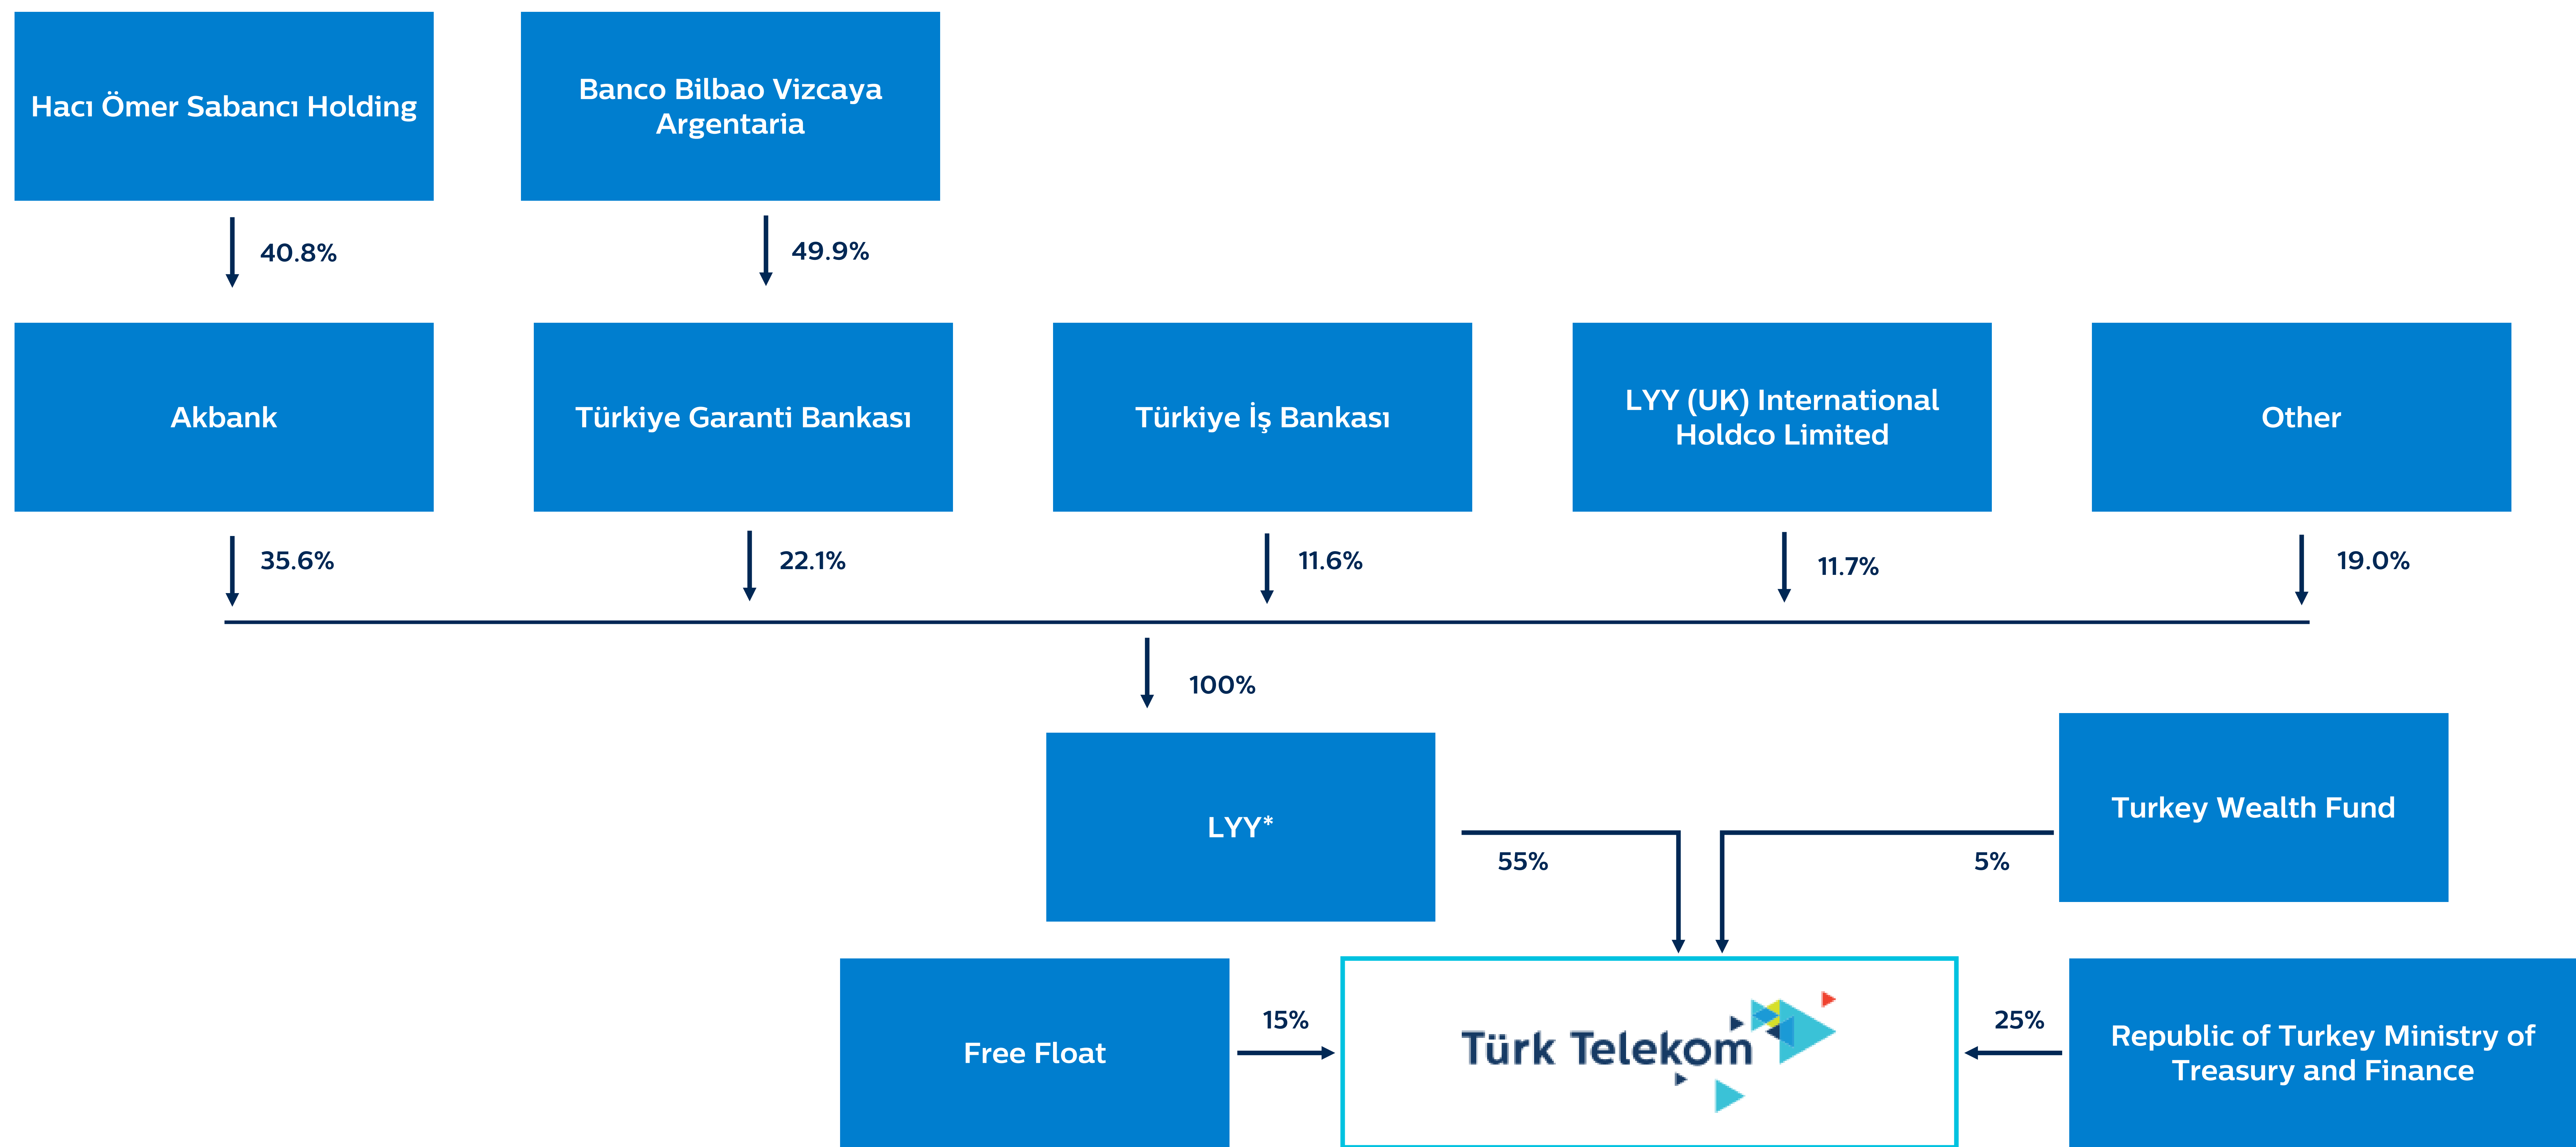 Hacı Ömer Sabancı Holding
Banco Bilbao Vizcaya
Argentaria
40.8%
49.9%
Akbank
Türkiye Garanti Bankası
Türkiye İş Bankası
LYY (UK) International
Holdco Limited
Other
35.6%
22.1%
11.6%
11.7%
19.0%
100%
LYY*
Turkey Wealth Fund
55%
5%
Free Float
15%
Türk Telekom
25%
Republic of Turkey Ministry of
Treasury and Finance